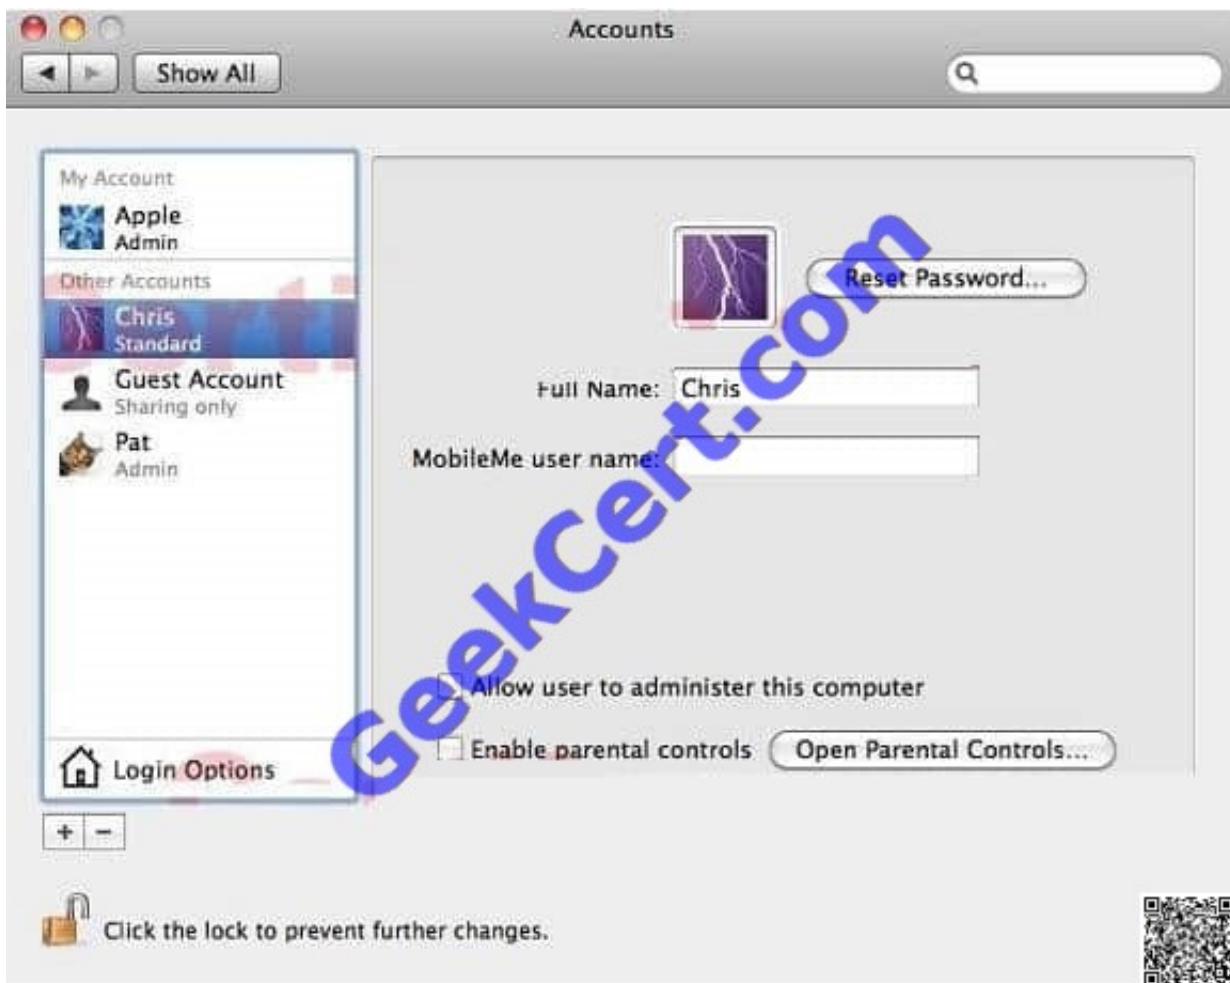 Accounts
Show All
My Account
Apple
Admin
Other Accounts
Chris
Standard
Guest Account
Sharing only
Pat
Admin
Login Options
Reset Password...
Full Name: Chris
MobileMe user name:
Allow user to administer this computer
Enable parental controls Open Parental Controls...
+ −
Click the lock to prevent further changes.
GeekCert.com